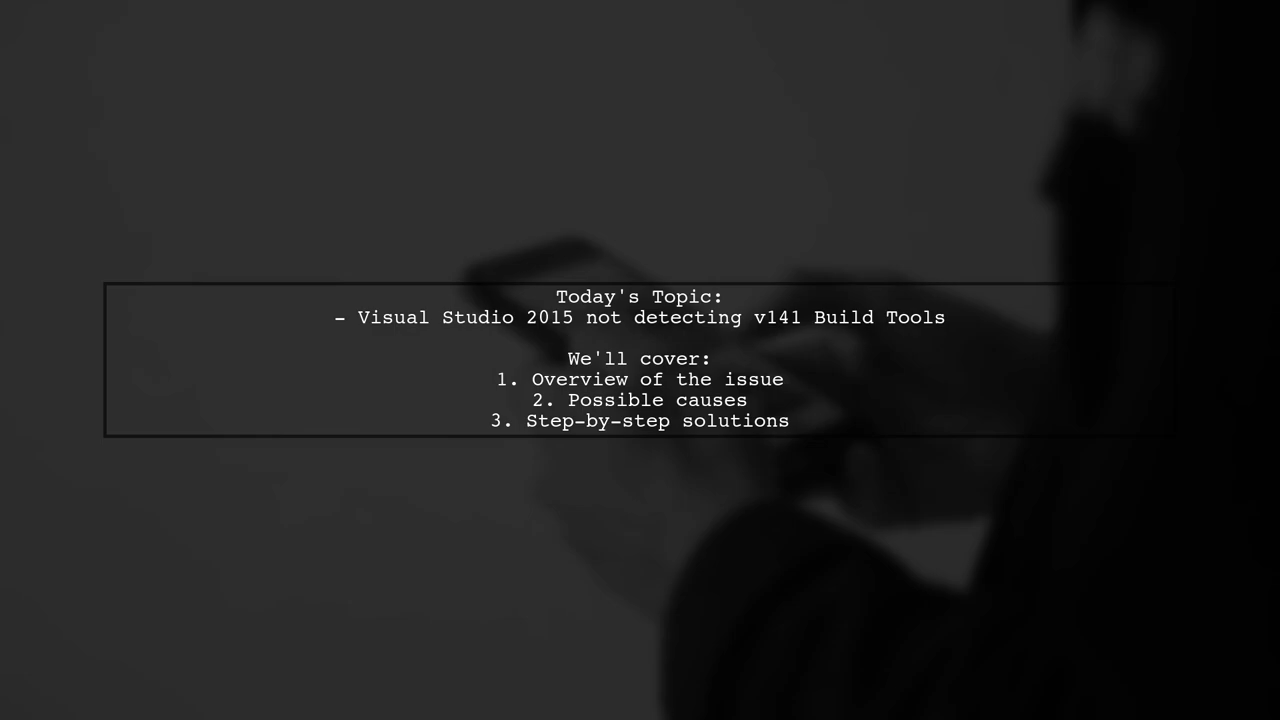 Today's Topic:
- Visual Studio 2015 not detecting v141 Build Tools
We'll cover:
1. Overview of the issue
2. Possible causes
3. Step-by-step solutions